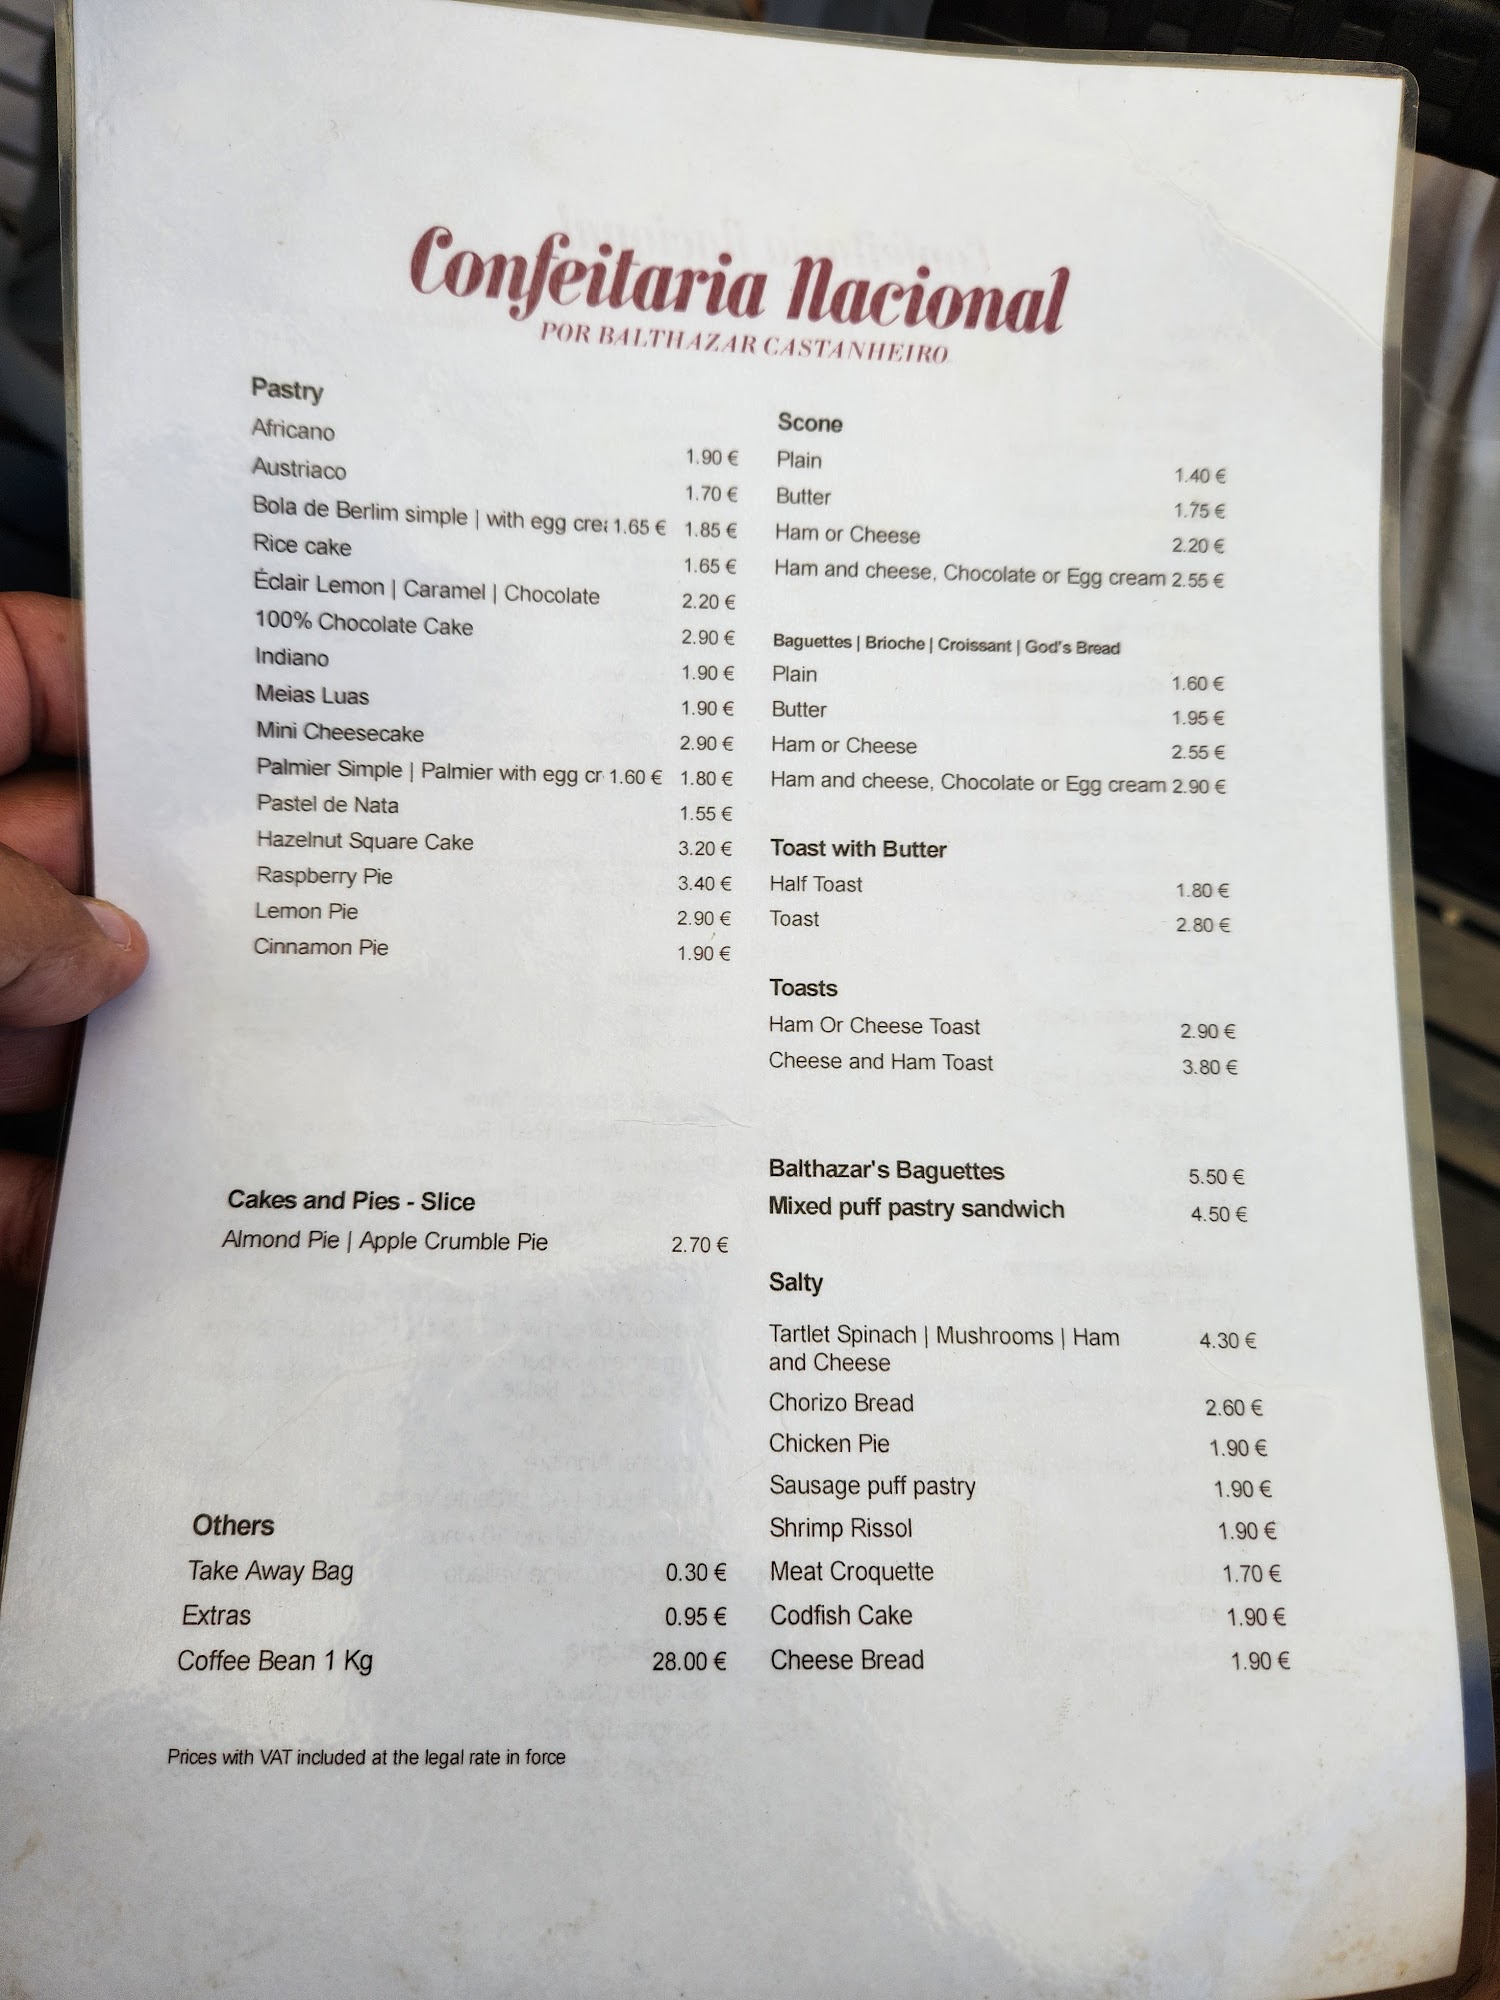 Confeitaria Nacional
POR BALTHAZAR CASTANHEIRO
Pastry
Africano 1.90 €
Austriaco 1.70 €
Bola de Berlim simple | with egg crea 1.65 € 1.85 €
Rice cake 1.65 €
Éclair Lemon | Caramel | Chocolate 2.20 €
100% Chocolate Cake 2.90 €
Indiano 1.90 €
Meias Luas 1.90 €
Mini Cheesecake 2.90 €
Palmier Simple | Palmier with egg cr 1.60 € 1.80 €
Pastel de Nata 1.55 €
Hazelnut Square Cake 3.20 €
Raspberry Pie 3.40 €
Lemon Pie 2.90 €
Cinnamon Pie 1.90 €
Cakes and Pies - Slice
Almond Pie | Apple Crumble Pie 2.70 €
Others
Take Away Bag 0.30 €
Extras 0.95 €
Coffee Bean 1 Kg 28.00 €
Prices with VAT included at the legal rate in force
Scone
Plain 1.40 €
Butter 1.75 €
Ham or Cheese 2.20 €
Ham and cheese, Chocolate or Egg cream 2.55 €
Baguettes | Brioche | Croissant | God's Bread
Plain 1.60 €
Butter 1.95 €
Ham or Cheese 2.55 €
Ham and cheese, Chocolate or Egg cream 2.90 €
Toast with Butter
Half Toast 1.80 €
Toast 2.80 €
Toasts
Ham Or Cheese Toast 2.90 €
Cheese and Ham Toast 3.80 €
Balthazar's Baguettes 5.50 €
Mixed puff pastry sandwich 4.50 €
Salty
Tartlet Spinach | Mushrooms | Ham 4.30 €
and Cheese
Chorizo Bread 2.60 €
Chicken Pie 1.90 €
Sausage puff pastry 1.90 €
Shrimp Rissol 1.90 €
Meat Croquette 1.70 €
Codfish Cake 1.90 €
Cheese Bread 1.90 €